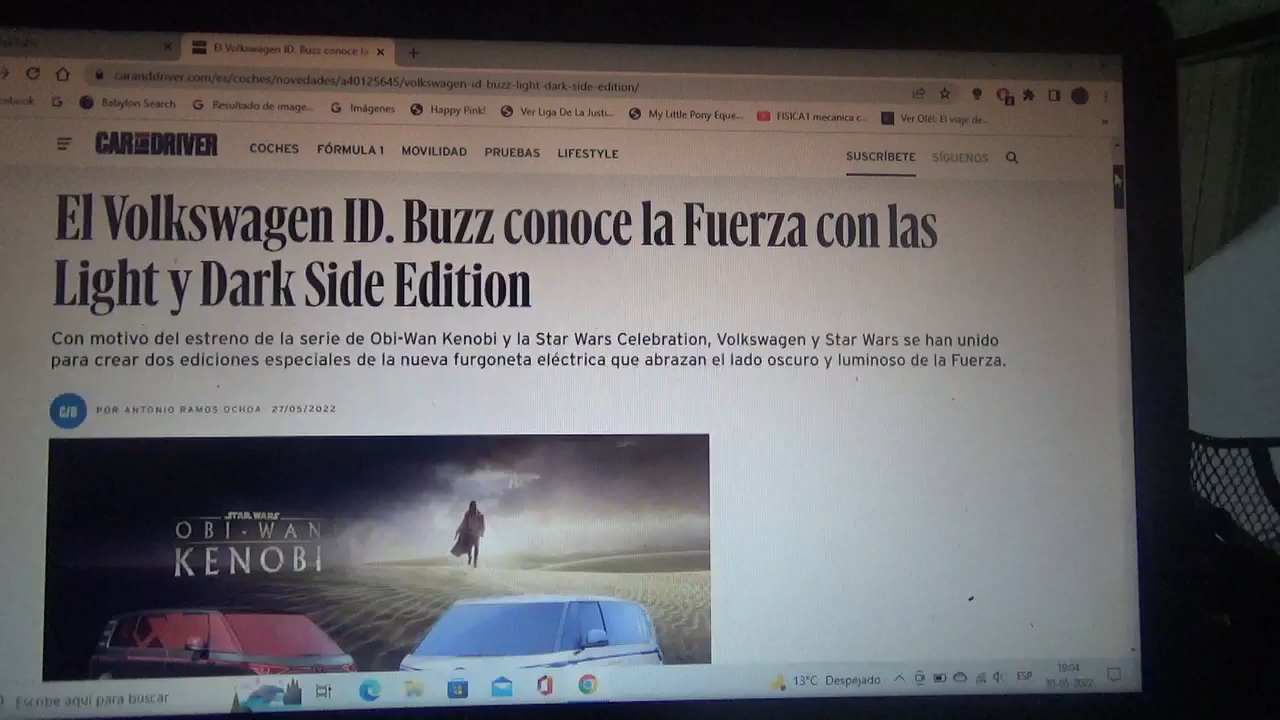 El Volkswagen ID. Buzz conoce la
caranddriver.com/es/coches/novedades/a40125645/volkswagen-id-buzz-light-dark-side-edition/
Babylon Search Resultado de image... Imágenes Happy Pink! Ver Liga De La Justi... My Little Pony Eque... FISICA1 mecanica c... Ver Olé!: El viaje de...
CAR AND DRIVER COCHES FÓRMULA 1 MOVILIDAD PRUEBAS LIFESTYLE SUSCRÍBETE SÍGUENOS
El Volkswagen ID. Buzz conoce la Fuerza con las
Light y Dark Side Edition
Con motivo del estreno de la serie de Obi-Wan Kenobi y la Star Wars Celebration, Volkswagen y Star Wars se han unido
para crear dos ediciones especiales de la nueva furgoneta eléctrica que abrazan el lado oscuro y luminoso de la Fuerza.
C/D POR ANTONIO RAMOS OCHOA 27/05/2022
STAR WARS
OBI-WAN
KENOBI
Escribe aquí para buscar 13°C Despejado ESP 19:04
30-05-2022